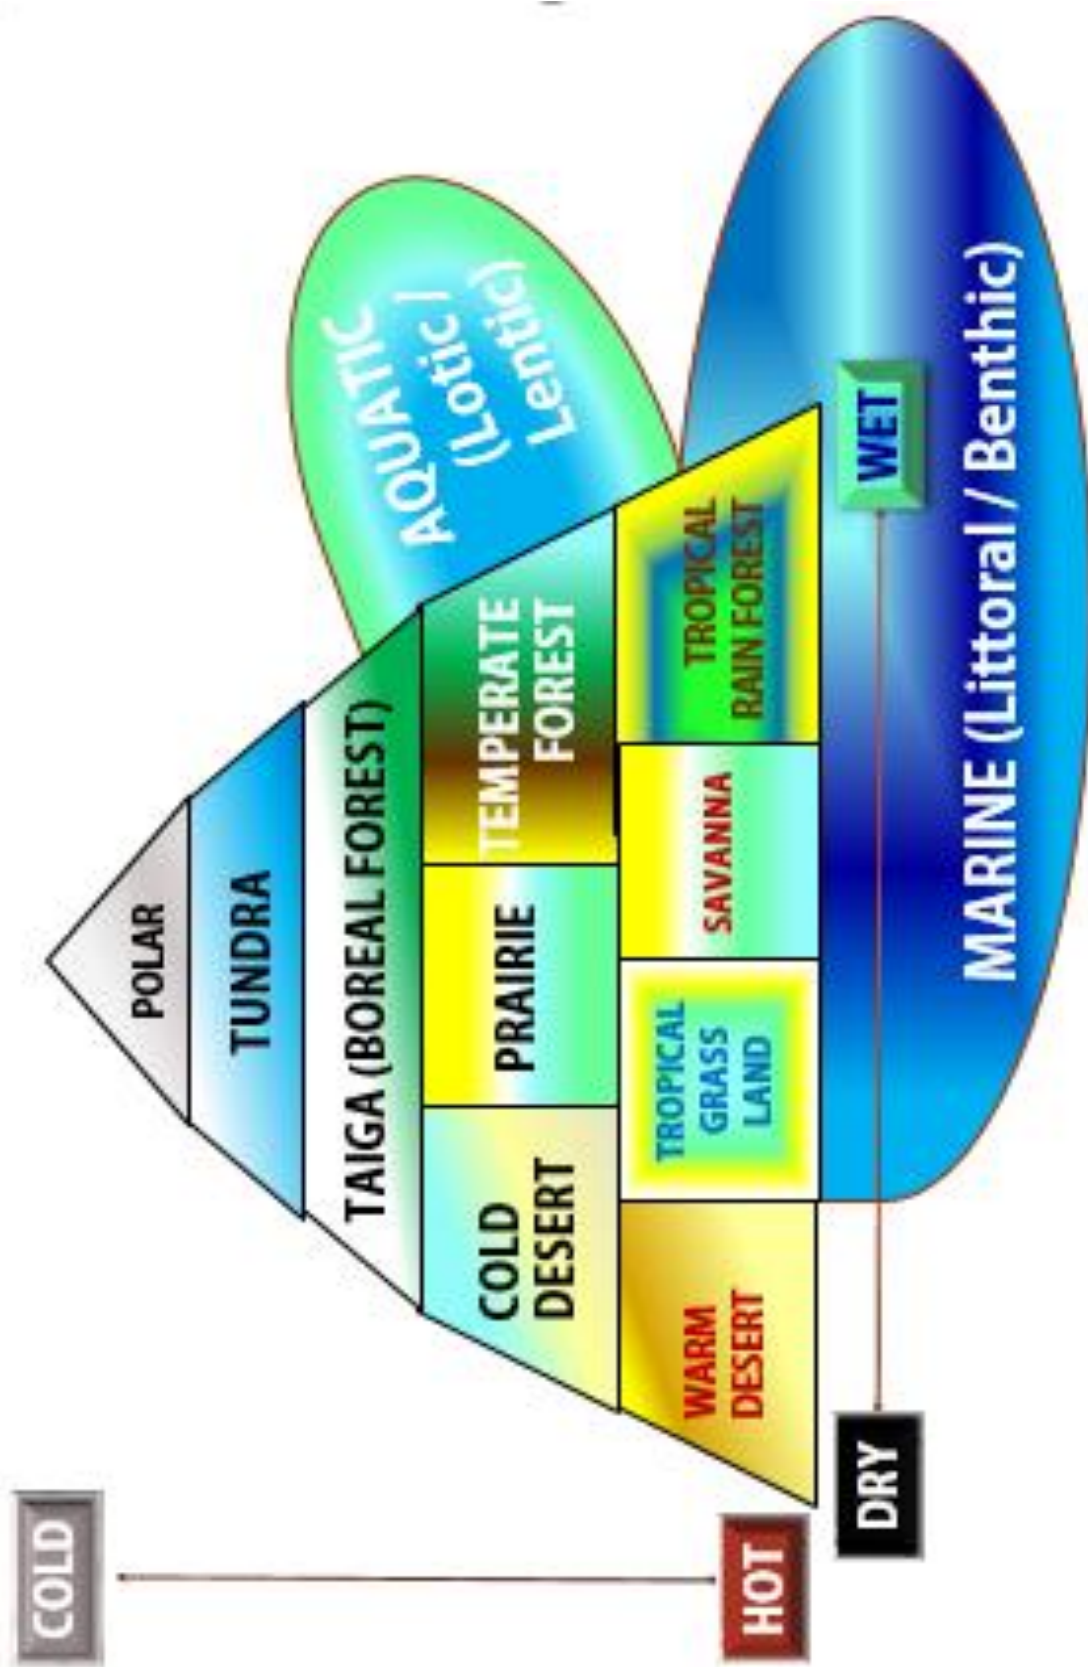 COLD
POLAR
TUNDRA
TAIGA (BOREAL FOREST)
AQUATIC
(Lotic /
Lentic)
COLD
DESERT
PRAIRIE
TEMPERATE
FOREST
WARM
DESERT
TROPICAL
GRASS
LAND
SAVANNA
TROPICAL
RAIN FOREST
HOT
DRY
WET
MARINE (Littoral / Benthic)